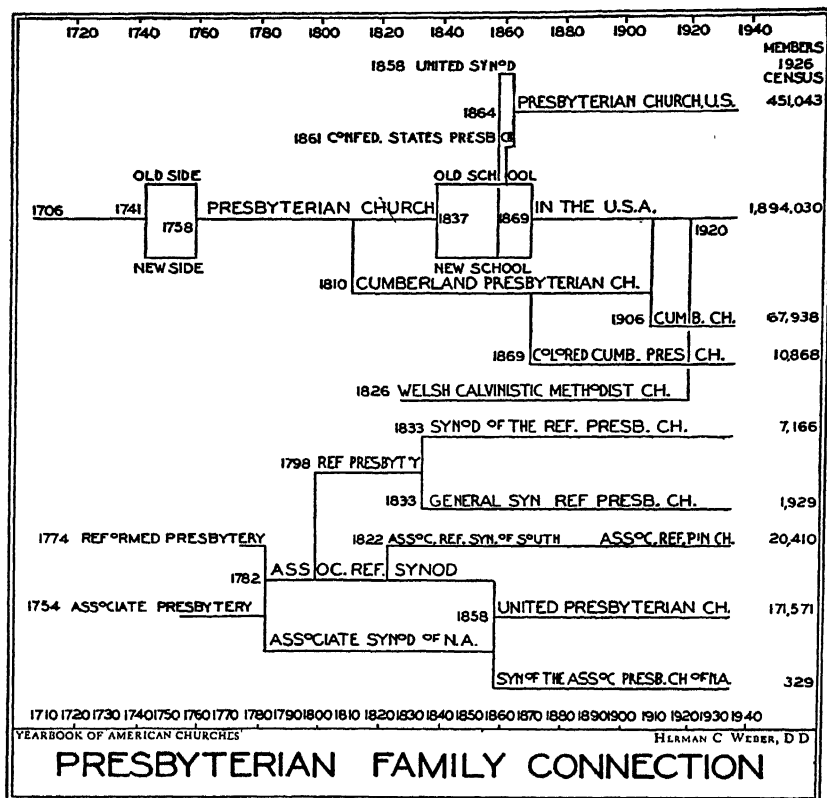 1720 1740 1760 1780 1800 1820 1840 1860 1880 1900 1920 1940
MEMBERS
1926
CENSUS
1858 UNITED SYNOD
1864 PRESBYTERIAN CHURCH, U.S. 451,043
1861 CONFED. STATES PRESB CH
OLD SIDE OLD SCHOOL
1706 1741 1758 PRESBYTERIAN CHURCH 1837 1869 IN THE U.S.A. 1,894,030
1920
NEW SIDE NEW SCHOOL
1810 CUMBERLAND PRESBYTERIAN CH.
1906 CUMB. CH. 67,938
1869 COLORED CUMB. PRES CH. 10,868
1826 WELSH CALVINISTIC METHODIST CH.
1833 SYNOD OF THE REF. PRESB. CH. 7,166
1798 REF PRESBYTY
1833 GENERAL SYN REF PRESB. CH. 1,929
1774 REFORMED PRESBYTERY 1822 ASSOC. REF. SYN. OF SOUTH ASSOC. REF. P'IN CH. 20,410
1782 ASSOC. REF. SYNOD
1754 ASSOCIATE PRESBYTERY 1858 UNITED PRESBYTERIAN CH. 171,571
ASSOCIATE SYNOD OF N.A.
SYN OF THE ASSOC PRESB. CH OF N.A. 329
1710 1720 1730 1740 1750 1760 1770 1780 1790 1800 1810 1820 1830 1840 1850 1860 1870 1880 1890 1900 1910 1920 1930 1940
YEARBOOK OF AMERICAN CHURCHES HERMAN C WEBER, D D
PRESBYTERIAN FAMILY CONNECTION